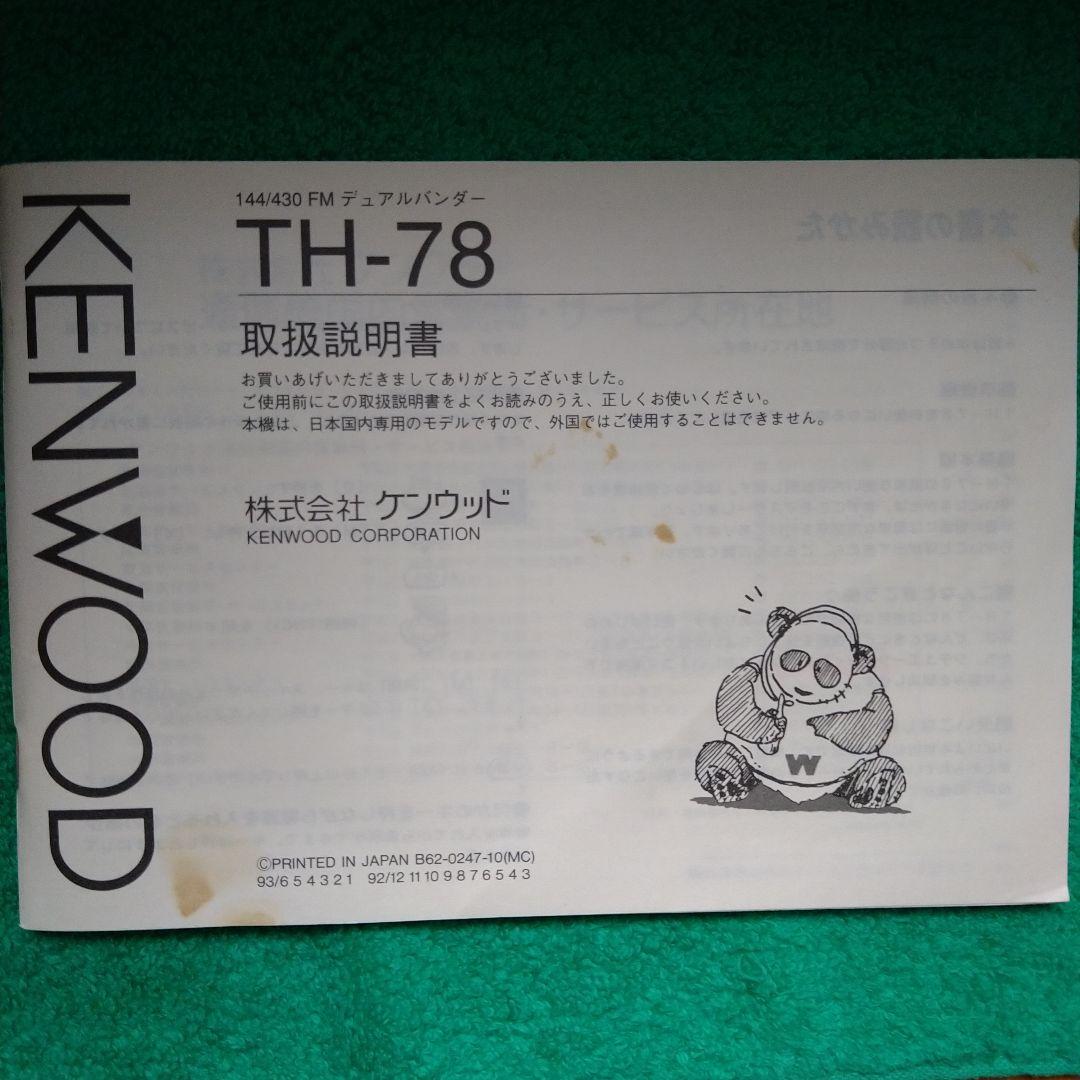 KENWOOD
144/430 FM デュアルバンダー
TH-78
取扱説明書
お買いあげいただきましてありがとうございました。
ご使用前にこの取扱説明書をよくお読みのうえ、正しくお使いください。
本機は、日本国内専用のモデルですので、外国ではご使用することはできません。
株式会社 ケンウッド
KENWOOD CORPORATION
W
©PRINTED IN JAPAN B62-0247-10(MC)
93/6 5 4 3 2 1 92/12 11 10 9 8 7 6 5 4 3